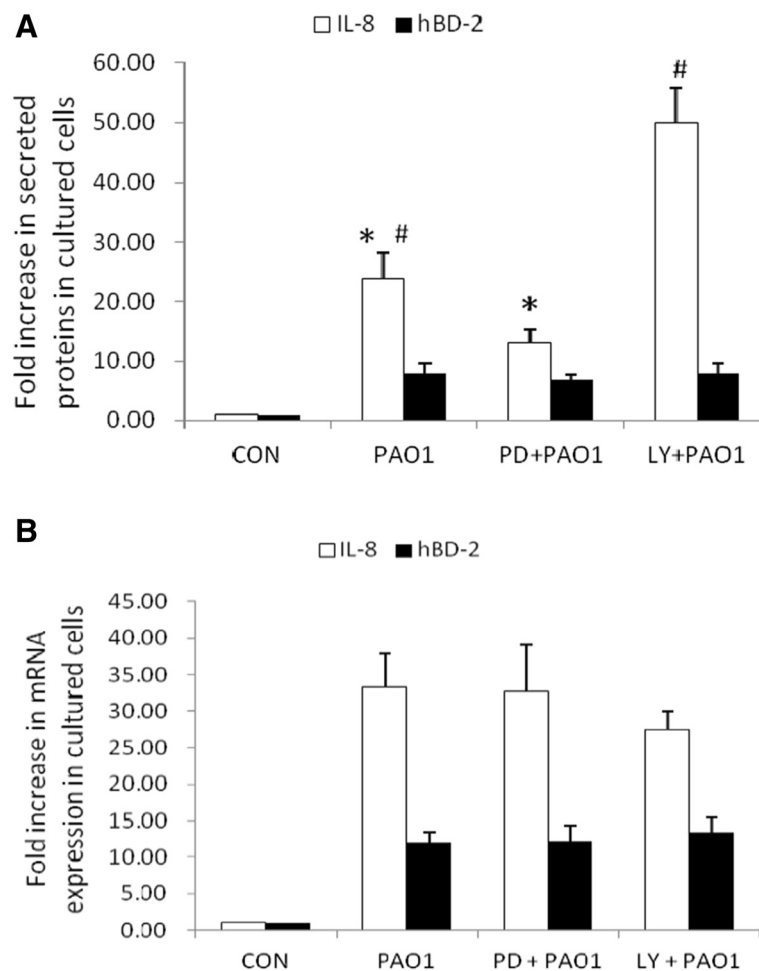 A
IL-8 hBD-2
Fold increase in secreted
proteins in cultured cells
60.00
50.00
40.00
30.00
20.00
10.00
0.00
* #
*
#
CON PAO1 PD+PAO1 LY+PAO1
B
IL-8 hBD-2
Fold increase in mRNA
expression in cultured cells
45.00
40.00
35.00
30.00
25.00
20.00
15.00
10.00
5.00
0.00
CON PAO1 PD + PAO1 LY + PAO1